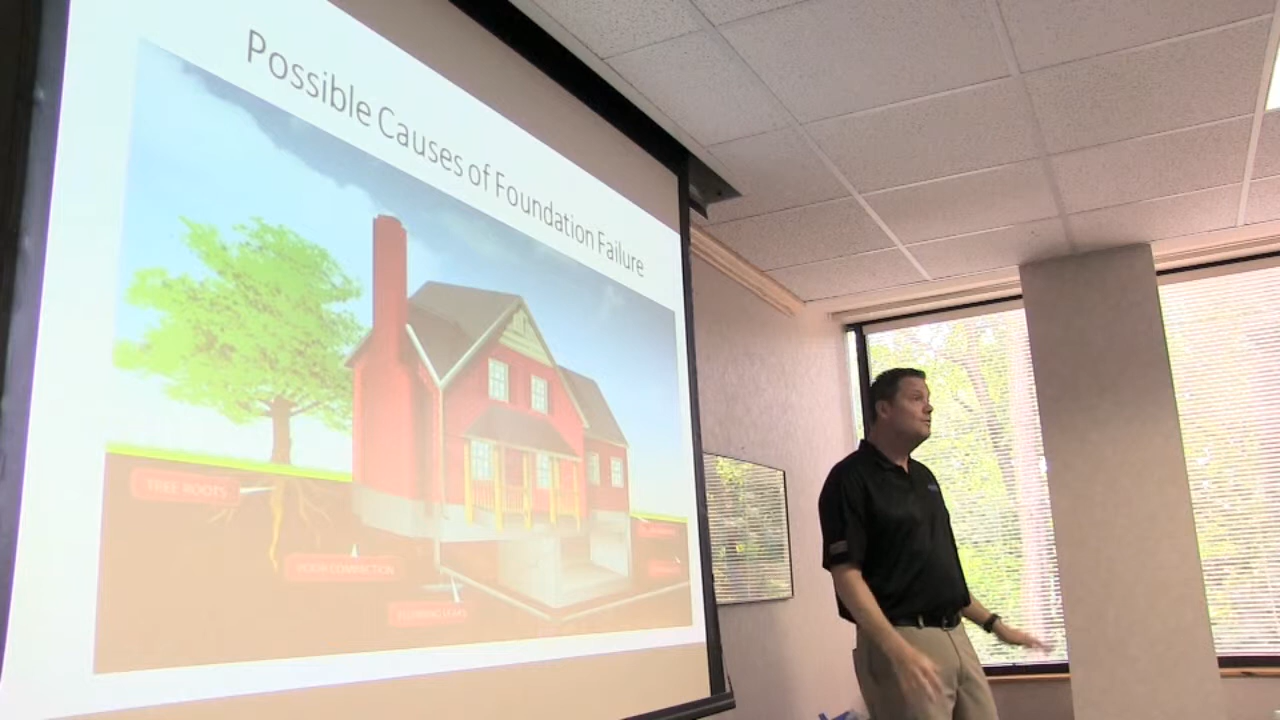 Possible Causes of Foundation Failure
TREE ROOTS
POOR COMPACTION
PLUMBING LEAKS